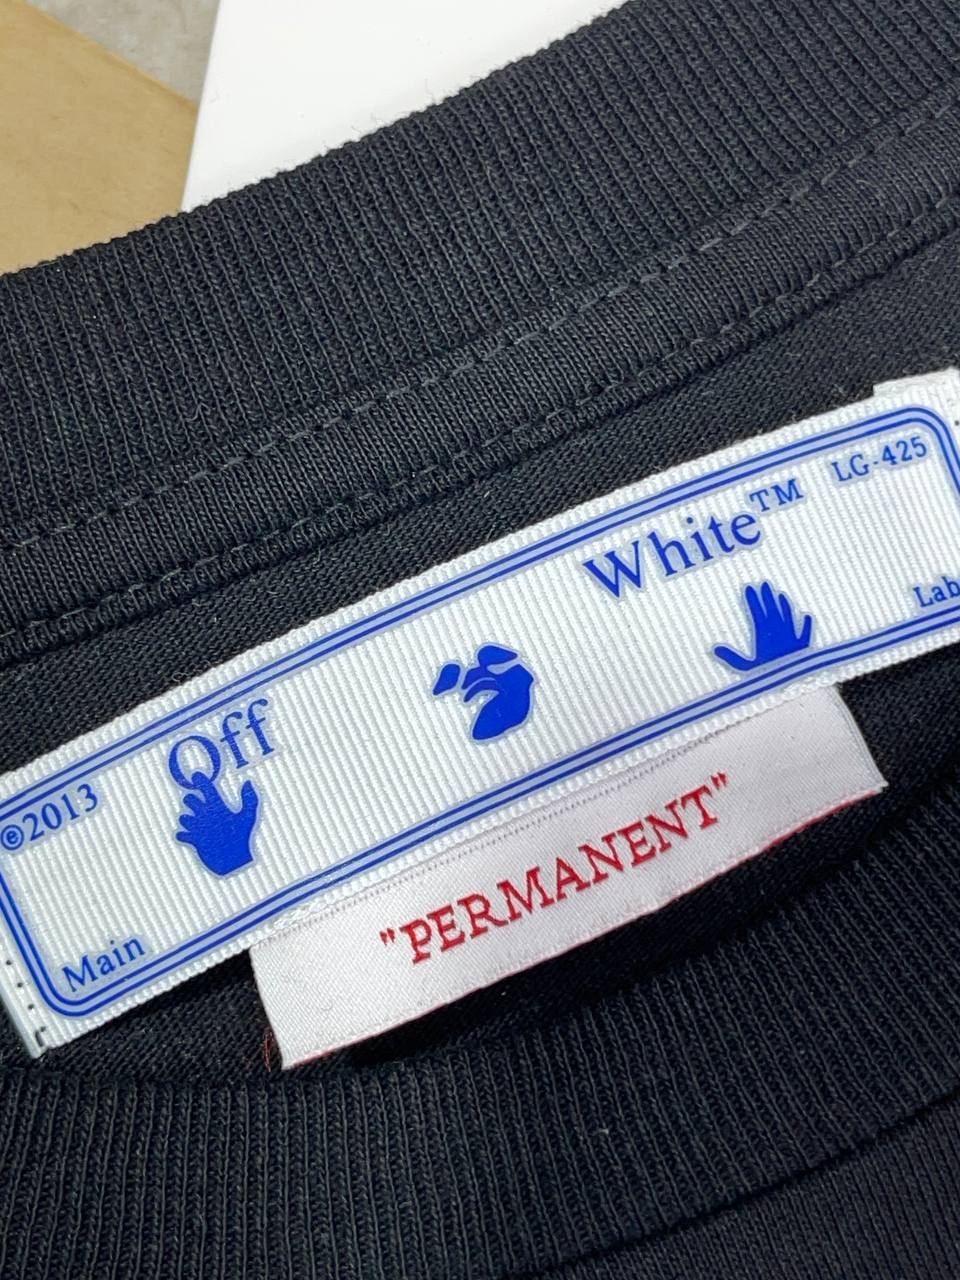 Off White™ LG-425
©2013
Main Lab
"PERMANENT"